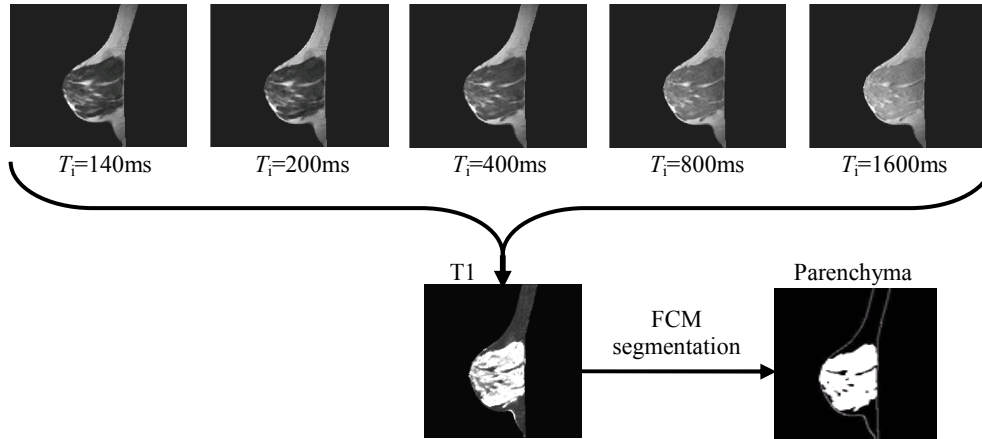 Ti=140ms
Ti=200ms
Ti=400ms
Ti=800ms
Ti=1600ms
T1
Parenchyma
FCM
segmentation